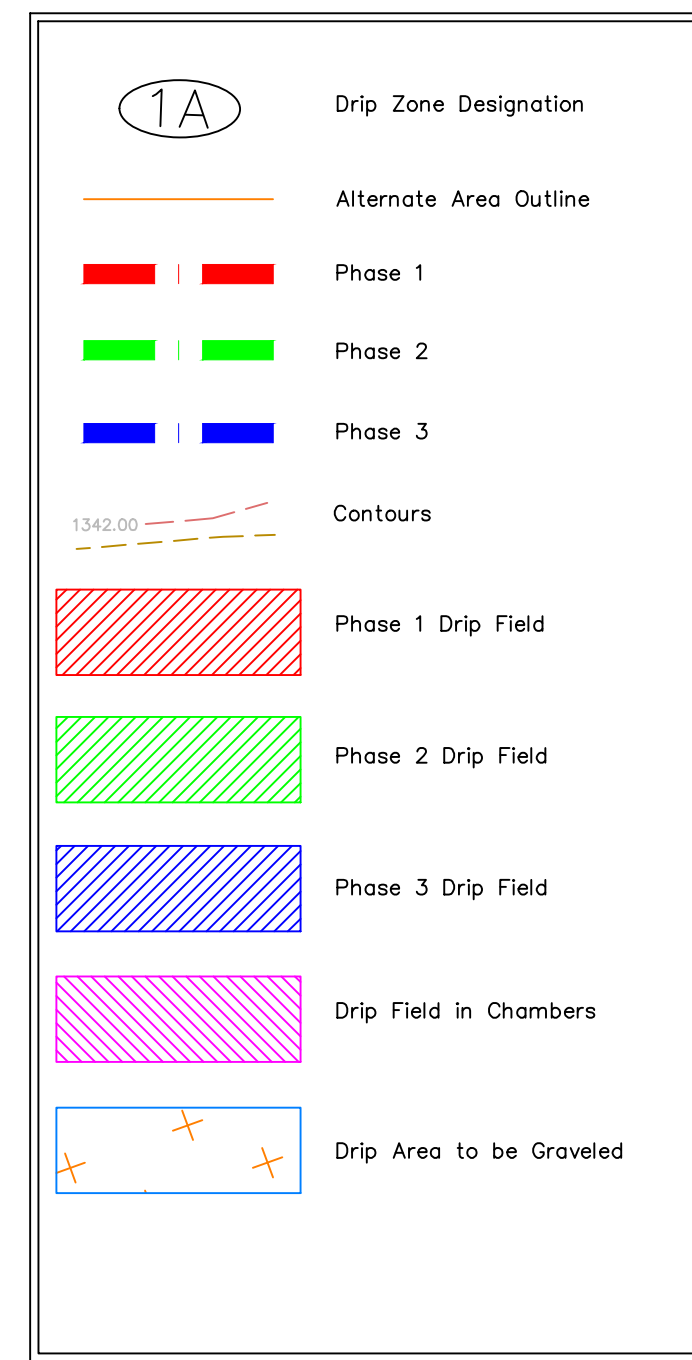 1A Drip Zone Designation
Alternate Area Outline
Phase 1
Phase 2
Phase 3
1342.00 Contours
Phase 1 Drip Field
Phase 2 Drip Field
Phase 3 Drip Field
Drip Field in Chambers
Drip Area to be Graveled